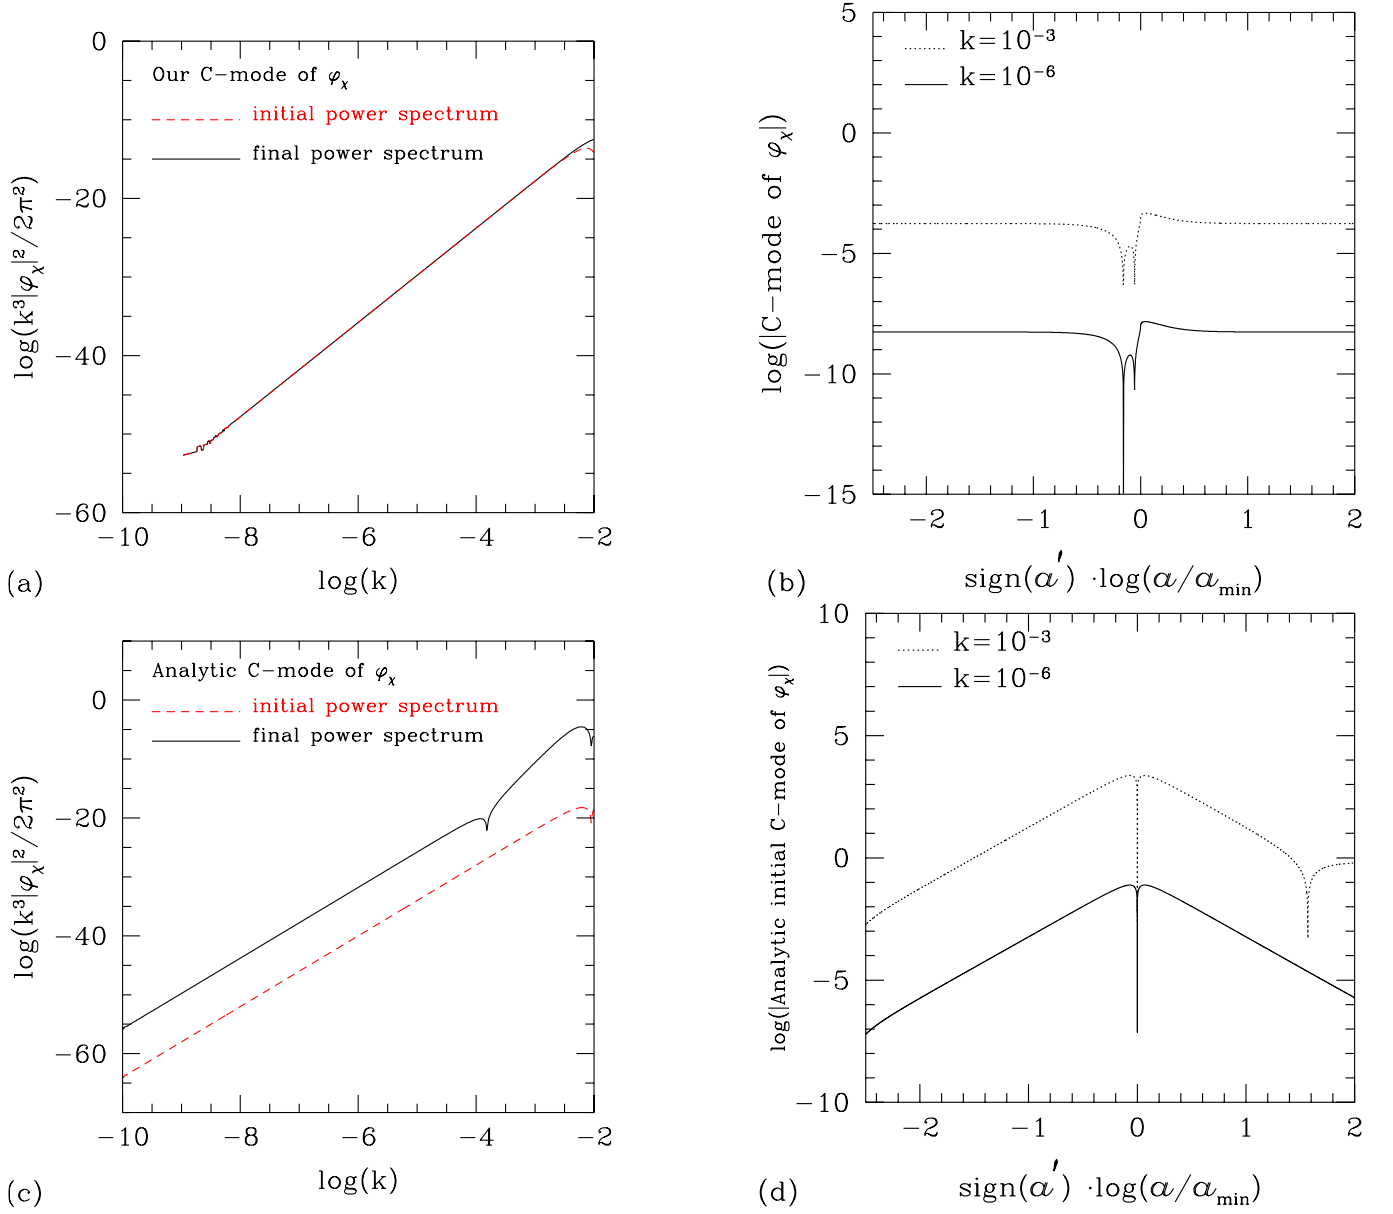 0
−20
−40
−60
−10
−8
−6
−4
−2
Our C−mode of φχ
initial power spectrum
final power spectrum
log(k³|φχ|²/2π²)
log(k)
(a)
5
0
−5
−10
−15
−2
−1
0
1
2
k=10⁻³
k=10⁻⁶
log(|C−mode of φχ|)
sign(a′) ·log(a/a_min)
(b)
0
−20
−40
−60
−10
−8
−6
−4
−2
Analytic C−mode of φχ
initial power spectrum
final power spectrum
log(k³|φχ|²/2π²)
log(k)
(c)
10
5
0
−5
−10
−2
−1
0
1
2
k=10⁻³
k=10⁻⁶
log(|Analytic initial C−mode of φχ|)
sign(a′) ·log(a/a_min)
(d)